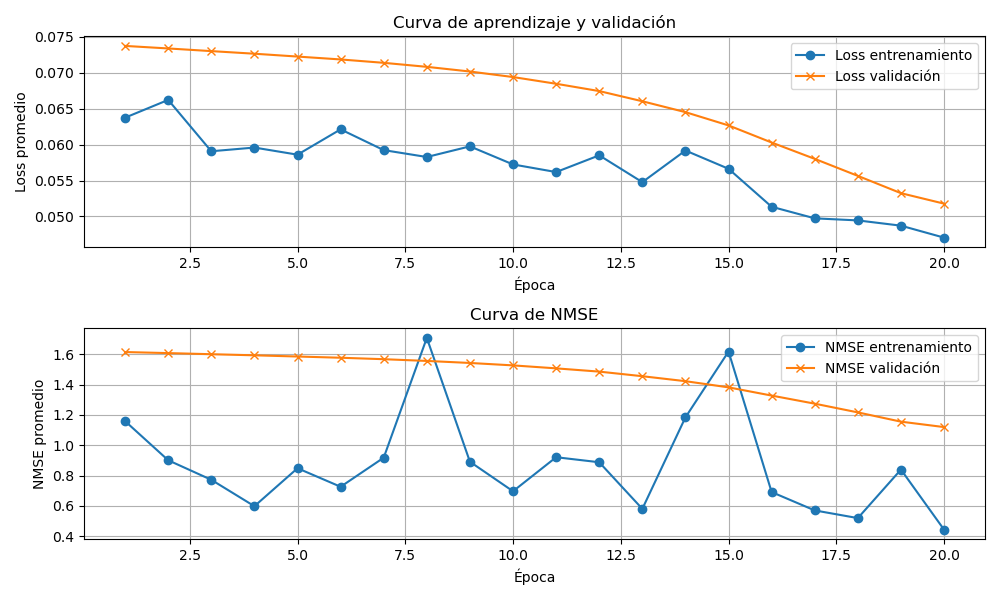 Curva de aprendizaje y validación
Loss promedio
0.075
0.070
0.065
0.060
0.055
0.050
Loss entrenamiento
Loss validación
2.5 5.0 7.5 10.0 12.5 15.0 17.5 20.0
Época
Curva de NMSE
NMSE promedio
1.6
1.4
1.2
1.0
0.8
0.6
0.4
NMSE entrenamiento
NMSE validación
2.5 5.0 7.5 10.0 12.5 15.0 17.5 20.0
Época